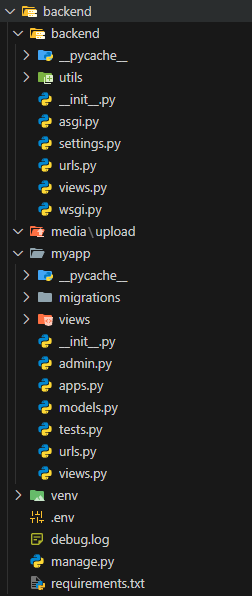 backend
backend
__pycache__
utils
__init__.py
asgi.py
settings.py
urls.py
views.py
wsgi.py
media\upload
myapp
__pycache__
migrations
views
__init__.py
admin.py
apps.py
models.py
tests.py
urls.py
views.py
venv
.env
debug.log
manage.py
requirements.txt